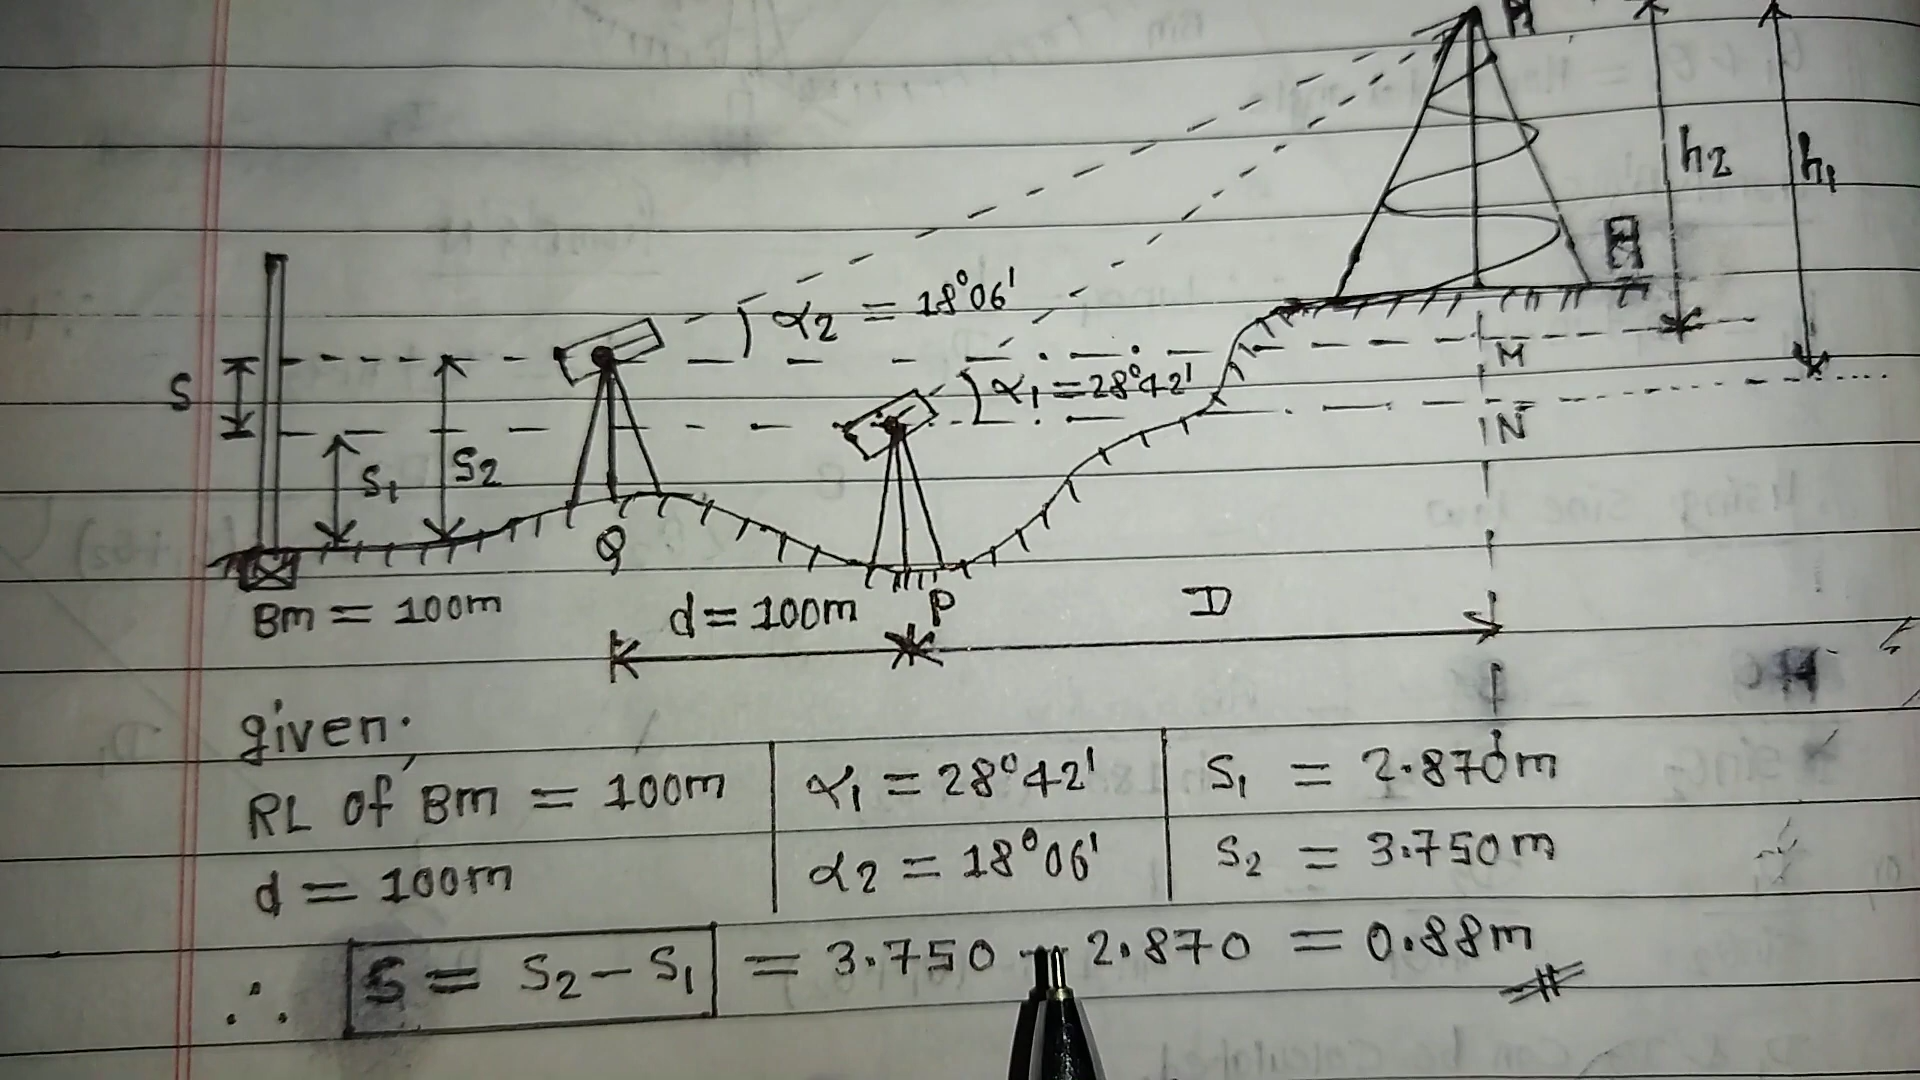 H
h2
h1
α2 = 18°06'
α1 = 28°42'
M
N
S
S1
S2
Q
P
Bm = 100m
d = 100m
D
given:
RL of Bm = 100m
α1 = 28°42'
S1 = 2.870m
d = 100m
α2 = 18°06'
S2 = 3.750m
∴ S = S2 - S1 = 3.750 - 2.870 = 0.88m